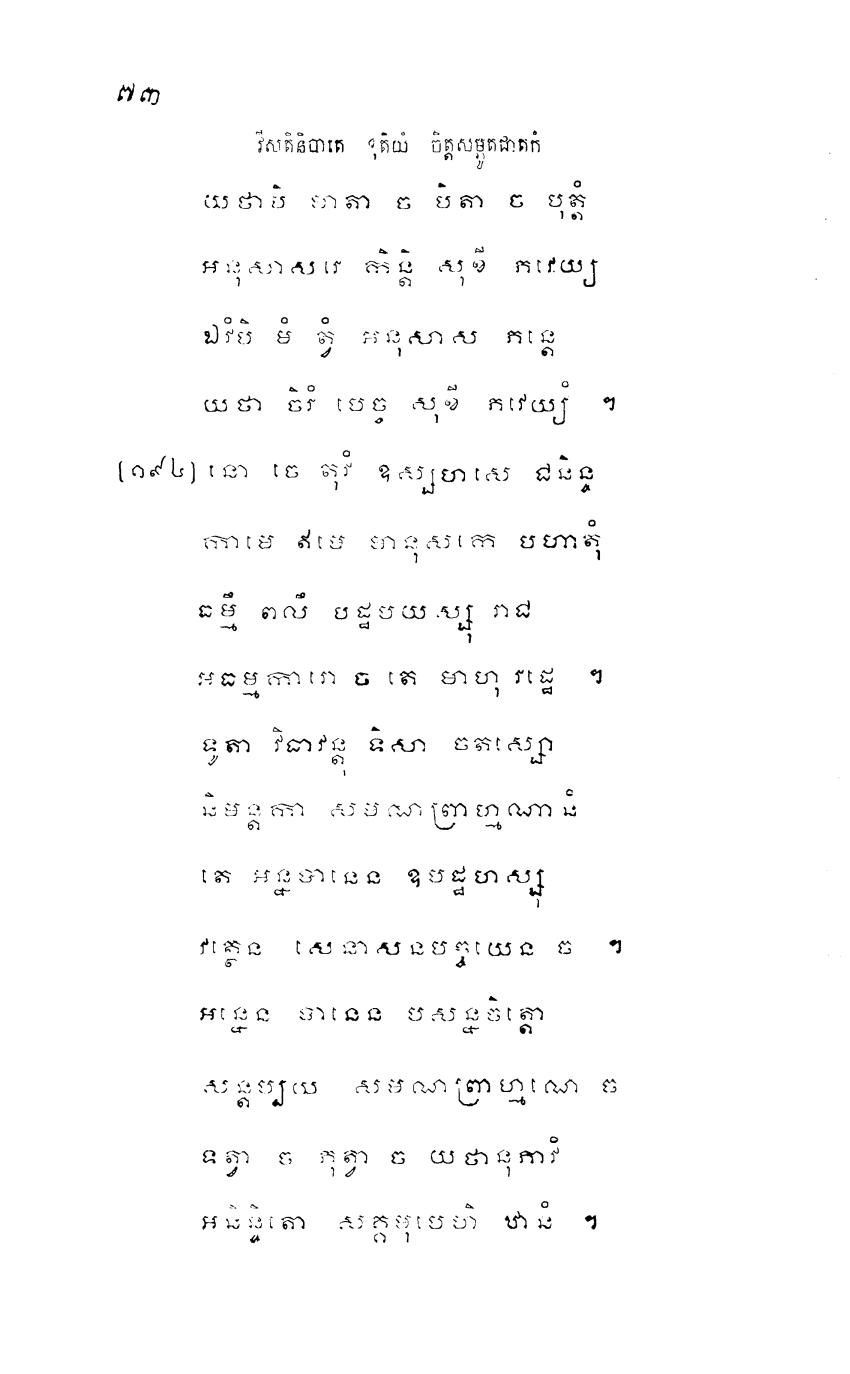 ៧៣
វីសតិនិបាតេ ទុតិយំ ចិត្តសម្ភូតជាតកំ
យថាបិ មាតា ច បិតា ច បុត្តំ
អនុសាសរេ កិន្តិ សុខី ភវេយ្យ
ឯវំបិ មំ ត្វំ អនុសាស ភន្តេ
យថា ចិរំ បេច្ច សុខី ភវេយ្យំ ។
(១៩៤) នោ ចេ តុវំ ឧស្សហសេ ជនិន្ទ
កាមេ ឥមេ មានុសកេ បហាតុំ
ធម្មឹ ពលឹ បដ្ឋបយស្សុ រាជ
អធម្មការោ ច តេ មាហុ រដ្ឋេ ។
ទូតា វិធាវន្តុ ទិសា ចតស្សោ
និមន្តកា សមណព្រាហ្មណានំ
តេ អន្នបានេន ឧបដ្ឋហស្សុ
វត្ថេន សេនាសនបច្ចយេន ច ។
អន្នេន បានេន បសន្នចិត្តោ
សន្តប្បយ សមណព្រាហ្មណេ ច
ទត្វា ច ភុត្វា ច យថានុភាវំ
អនិន្ទិតោ សគ្គមុបេហិ ឋានំ ។